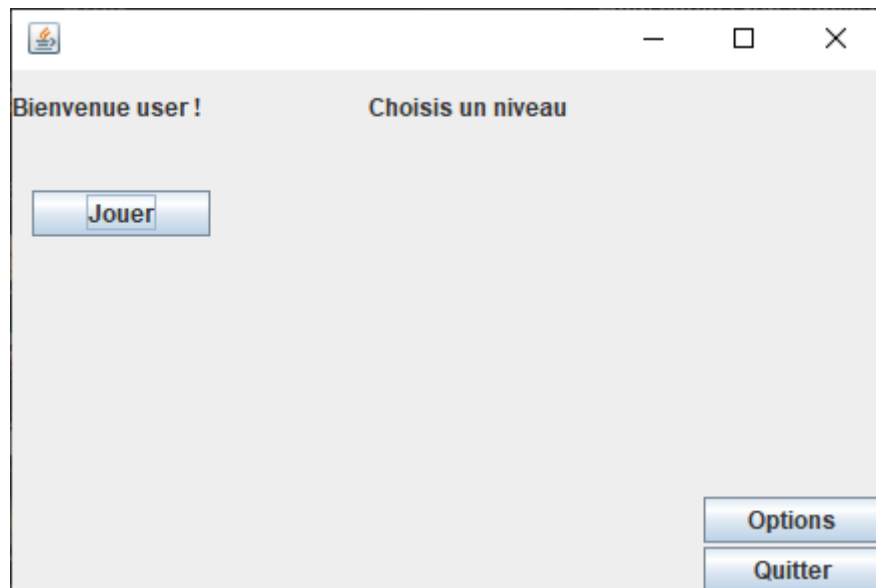 Bienvenue user !
Choisis un niveau
Jouer
Options
Quitter